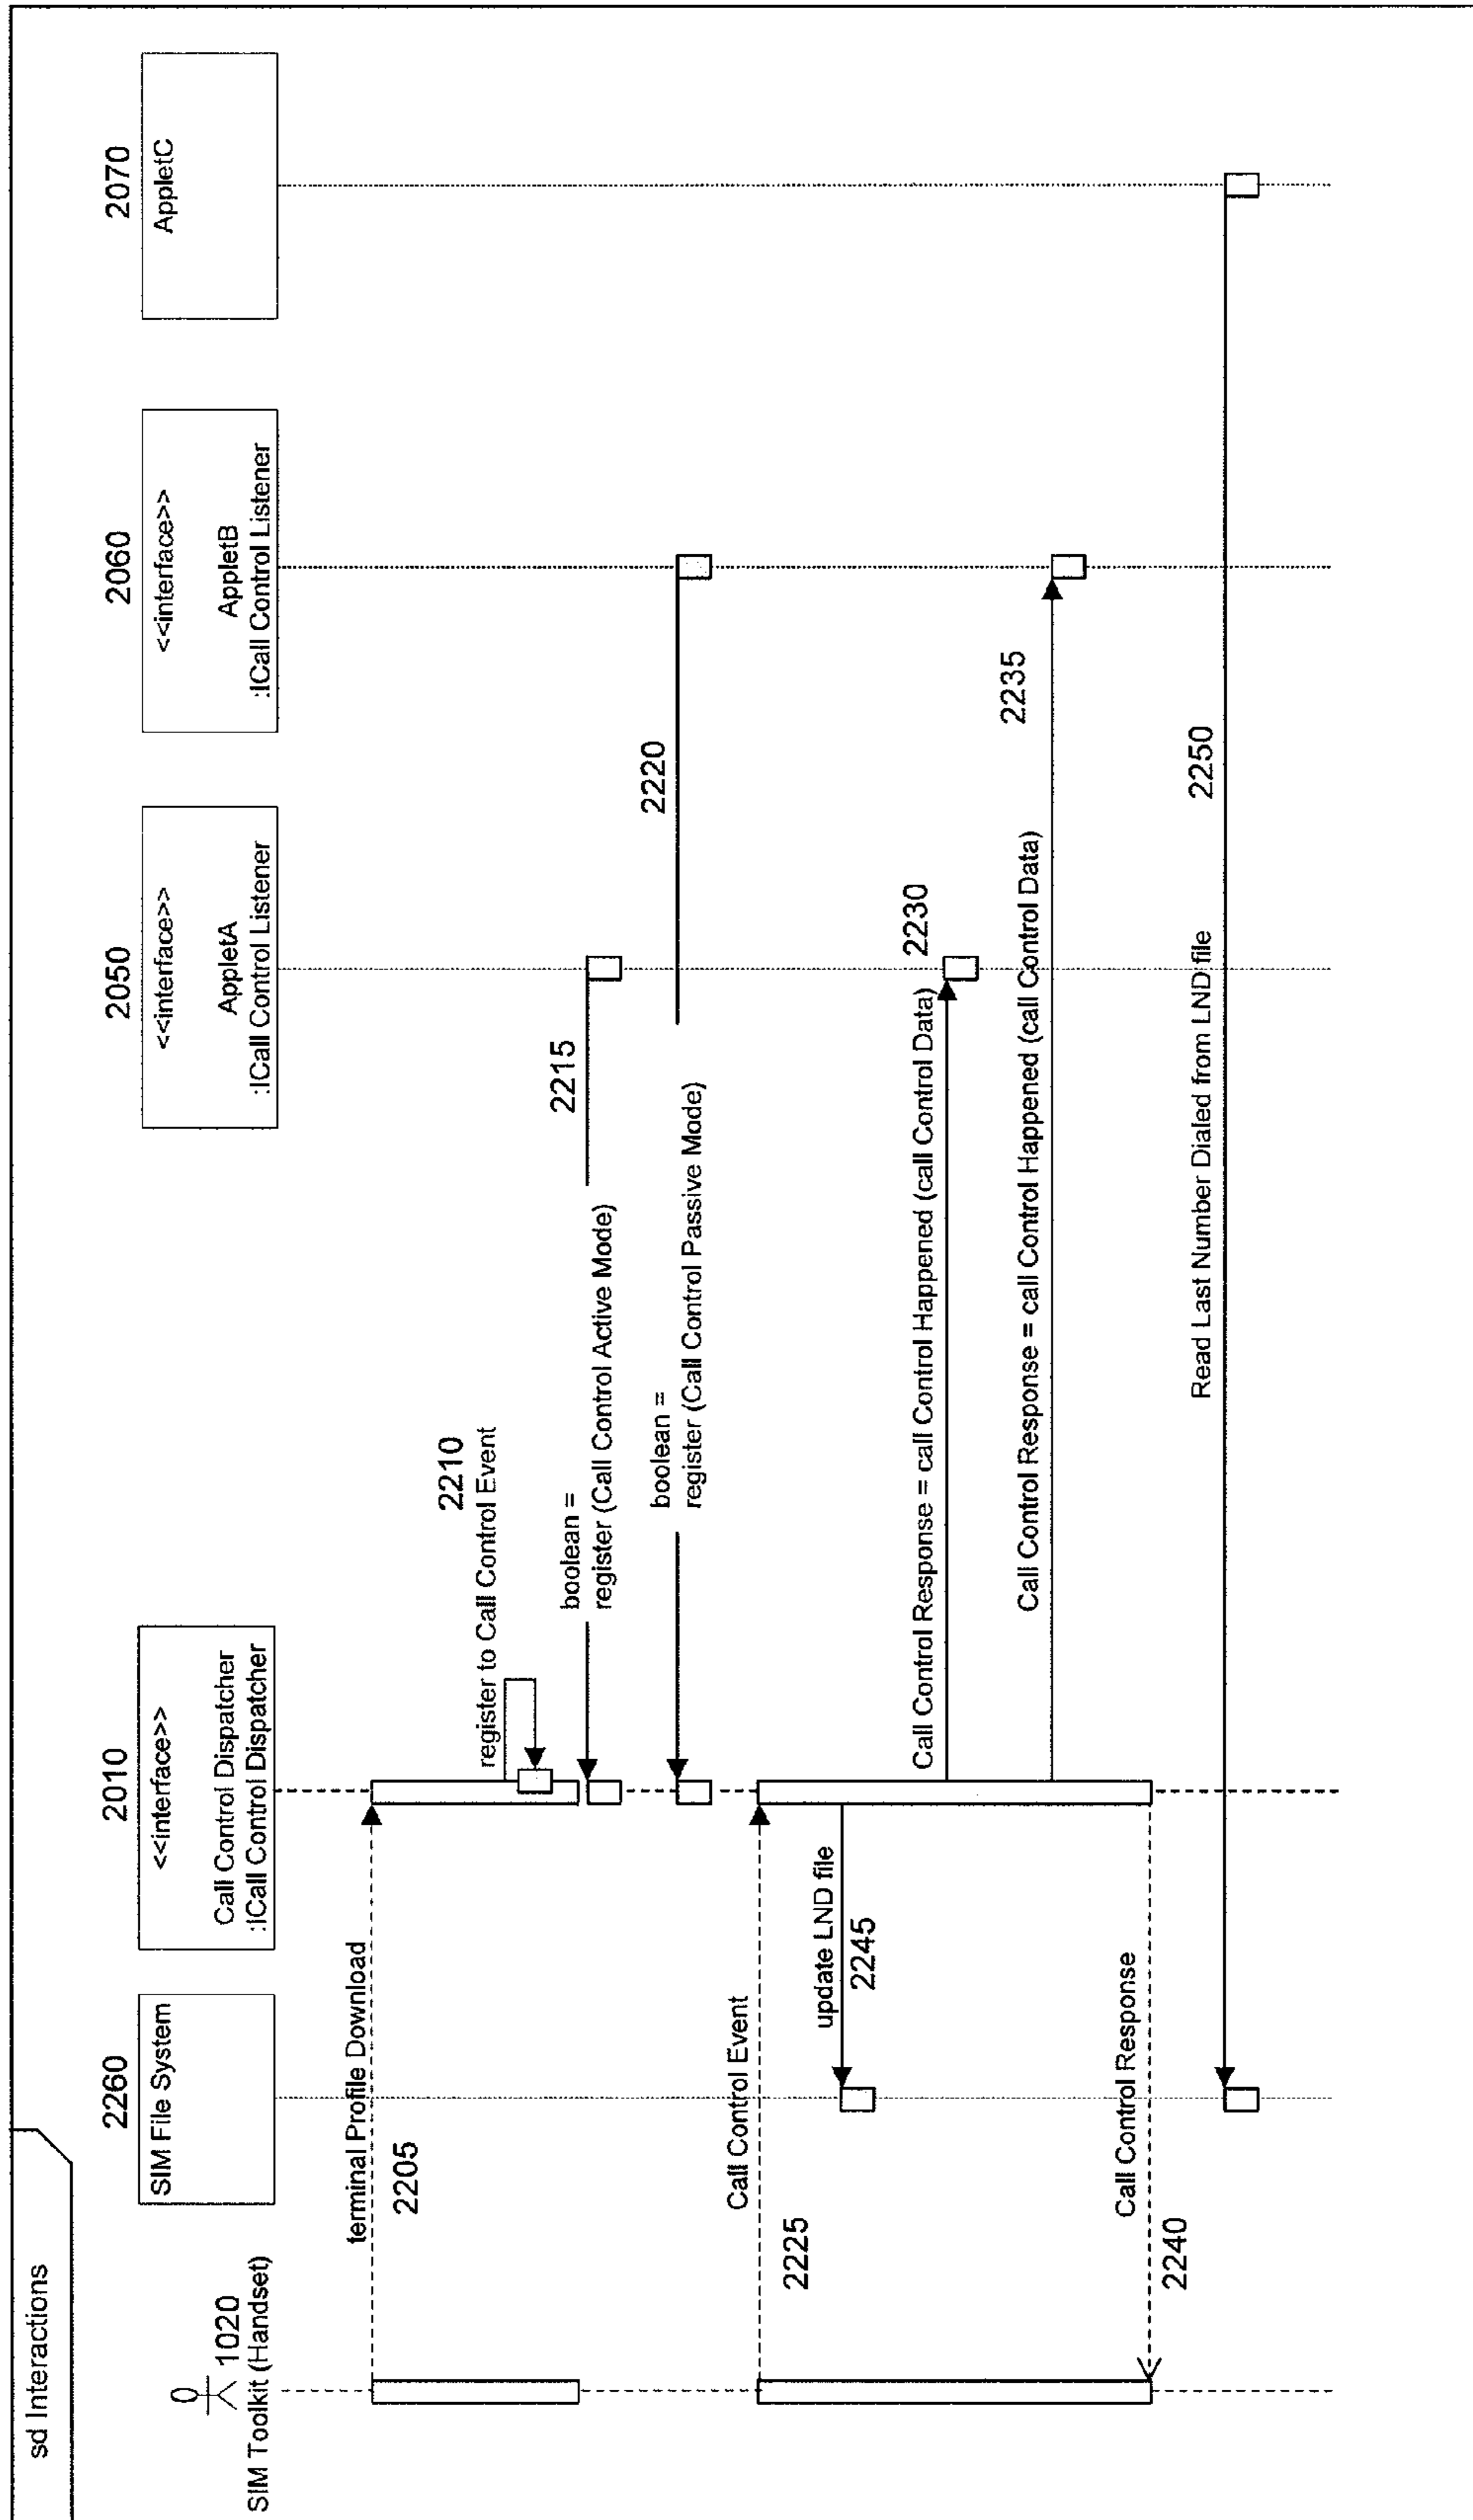 sd Interactions
1020
SIM Toolkit (Handset)
2260
SIM File System
2010
<<interface>>
Call Control Dispatcher
:ICall Control Dispatcher
2050
<<interface>>
AppletA
:ICall Control Listener
2060
<<interface>>
AppletB
:ICall Control Listener
2070
AppletC
terminal Profile Download
2205
2210
register to Call Control Event
boolean =
register (Call Control Active Mode)
2215
boolean =
register (Call Control Passive Mode)
2220
Call Control Event
2225
update LND file
2245
Call Control Response = call Control Happened (call Control Data)
2230
Call Control Response = call Control Happened (call Control Data)
2235
Call Control Response
2240
Read Last Number Dialed from LND file
2250